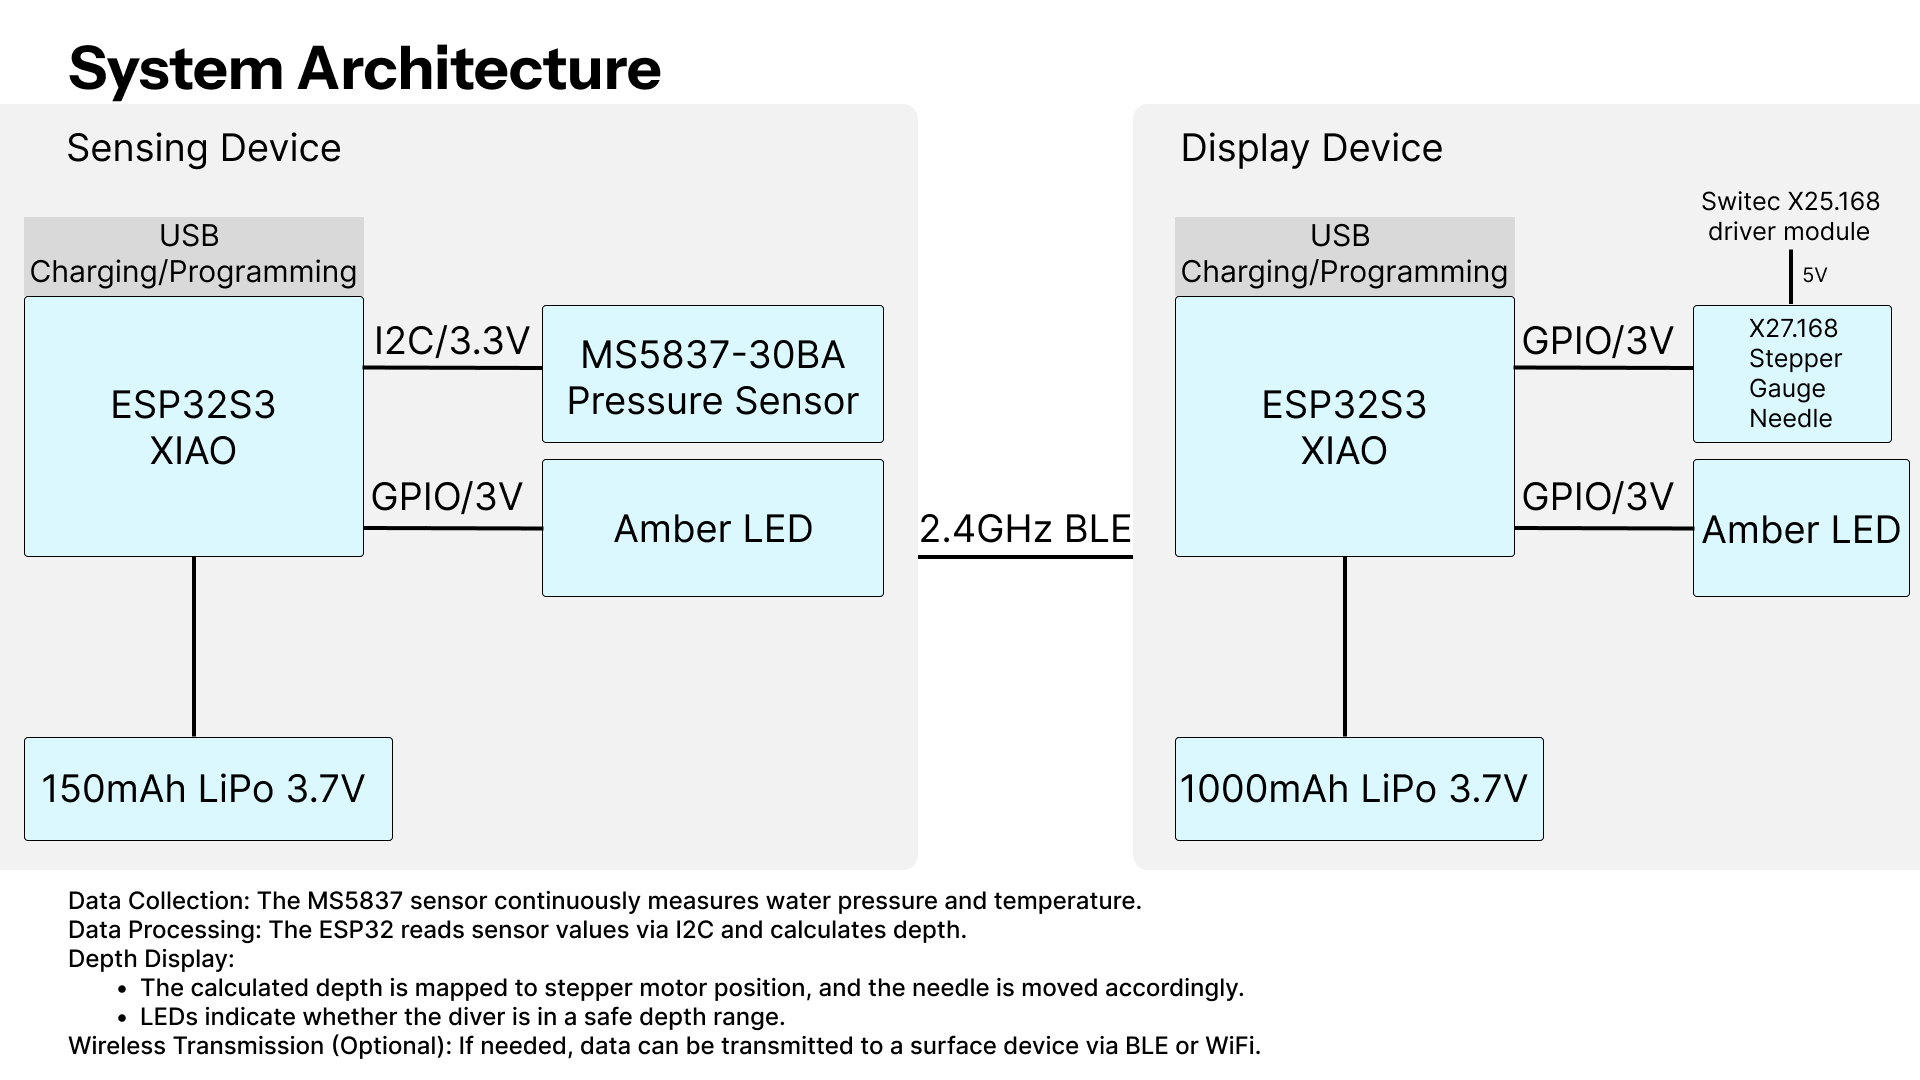 System Architecture
Sensing Device
USB
Charging/Programming
ESP32S3
XIAO
I2C/3.3V
MS5837-30BA
Pressure Sensor
GPIO/3V
Amber LED
150mAh LiPo 3.7V
2.4GHz BLE
Display Device
USB
Charging/Programming
ESP32S3
XIAO
Switec X25.168
driver module
5V
GPIO/3V
X27.168
Stepper
Gauge
Needle
GPIO/3V
Amber LED
1000mAh LiPo 3.7V
Data Collection: The MS5837 sensor continuously measures water pressure and temperature.
Data Processing: The ESP32 reads sensor values via I2C and calculates depth.
Depth Display:
• The calculated depth is mapped to stepper motor position, and the needle is moved accordingly.
• LEDs indicate whether the diver is in a safe depth range.
Wireless Transmission (Optional): If needed, data can be transmitted to a surface device via BLE or WiFi.